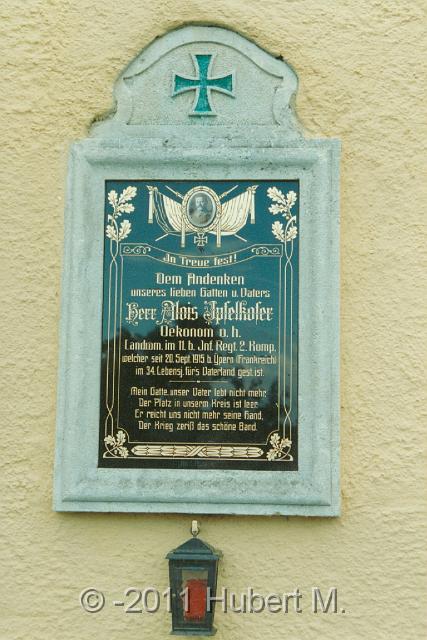 In Treue fest!
Dem Andenken
unseres lieben Gatten u. Vaters
Herr Alois Ipfelkofer
Oekonom v. h.
Landkom. im 11. b. Inf. Regt. 2. Komp.
welcher seit 20. Sept. 1915 b. Ypern (Frankreich)
im 34. Lebensj. fürs Vaterland gest. ist.
Mein Gatte, unser Vater lebt nicht mehr,
Der Platz in unserm Kreis ist leer.
Er reicht uns nicht mehr seine Hand,
Der Krieg zeriß das schöne Band.
© -2011 Hubert M.